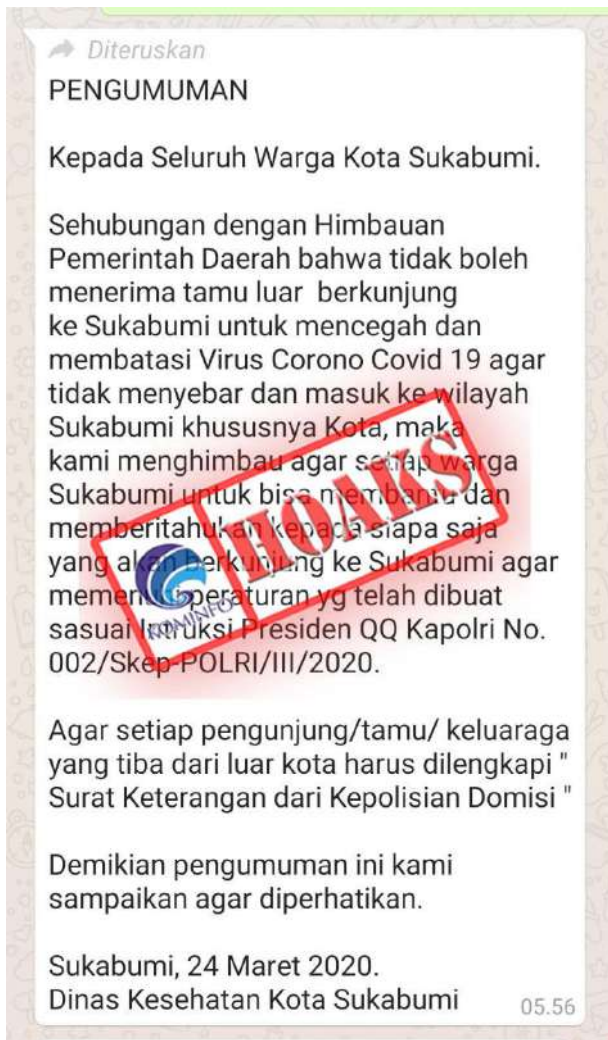 Diteruskan
PENGUMUMAN
Kepada Seluruh Warga Kota Sukabumi.
Sehubungan dengan Himbauan
Pemerintah Daerah bahwa tidak boleh
menerima tamu luar berkunjung
ke Sukabumi untuk mencegah dan
membatasi Virus Corono Covid 19 agar
tidak menyebar dan masuk ke wilayah
Sukabumi khususnya Kota, maka
kami menghimbau agar setiap warga
Sukabumi untuk bisa membantu dan
memberitahukan kepada siapa saja
yang akan berkunjung ke Sukabumi agar
memenuhi peraturan yg telah dibuat
sasuai Intruksi Presiden QQ Kapolri No.
002/Skep-POLRI/III/2020.
HOAKS
KOMINFO
Agar setiap pengunjung/tamu/ keluaraga
yang tiba dari luar kota harus dilengkapi "
Surat Keterangan dari Kepolisian Domisi "
Demikian pengumuman ini kami
sampaikan agar diperhatikan.
Sukabumi, 24 Maret 2020.
Dinas Kesehatan Kota Sukabumi
05.56